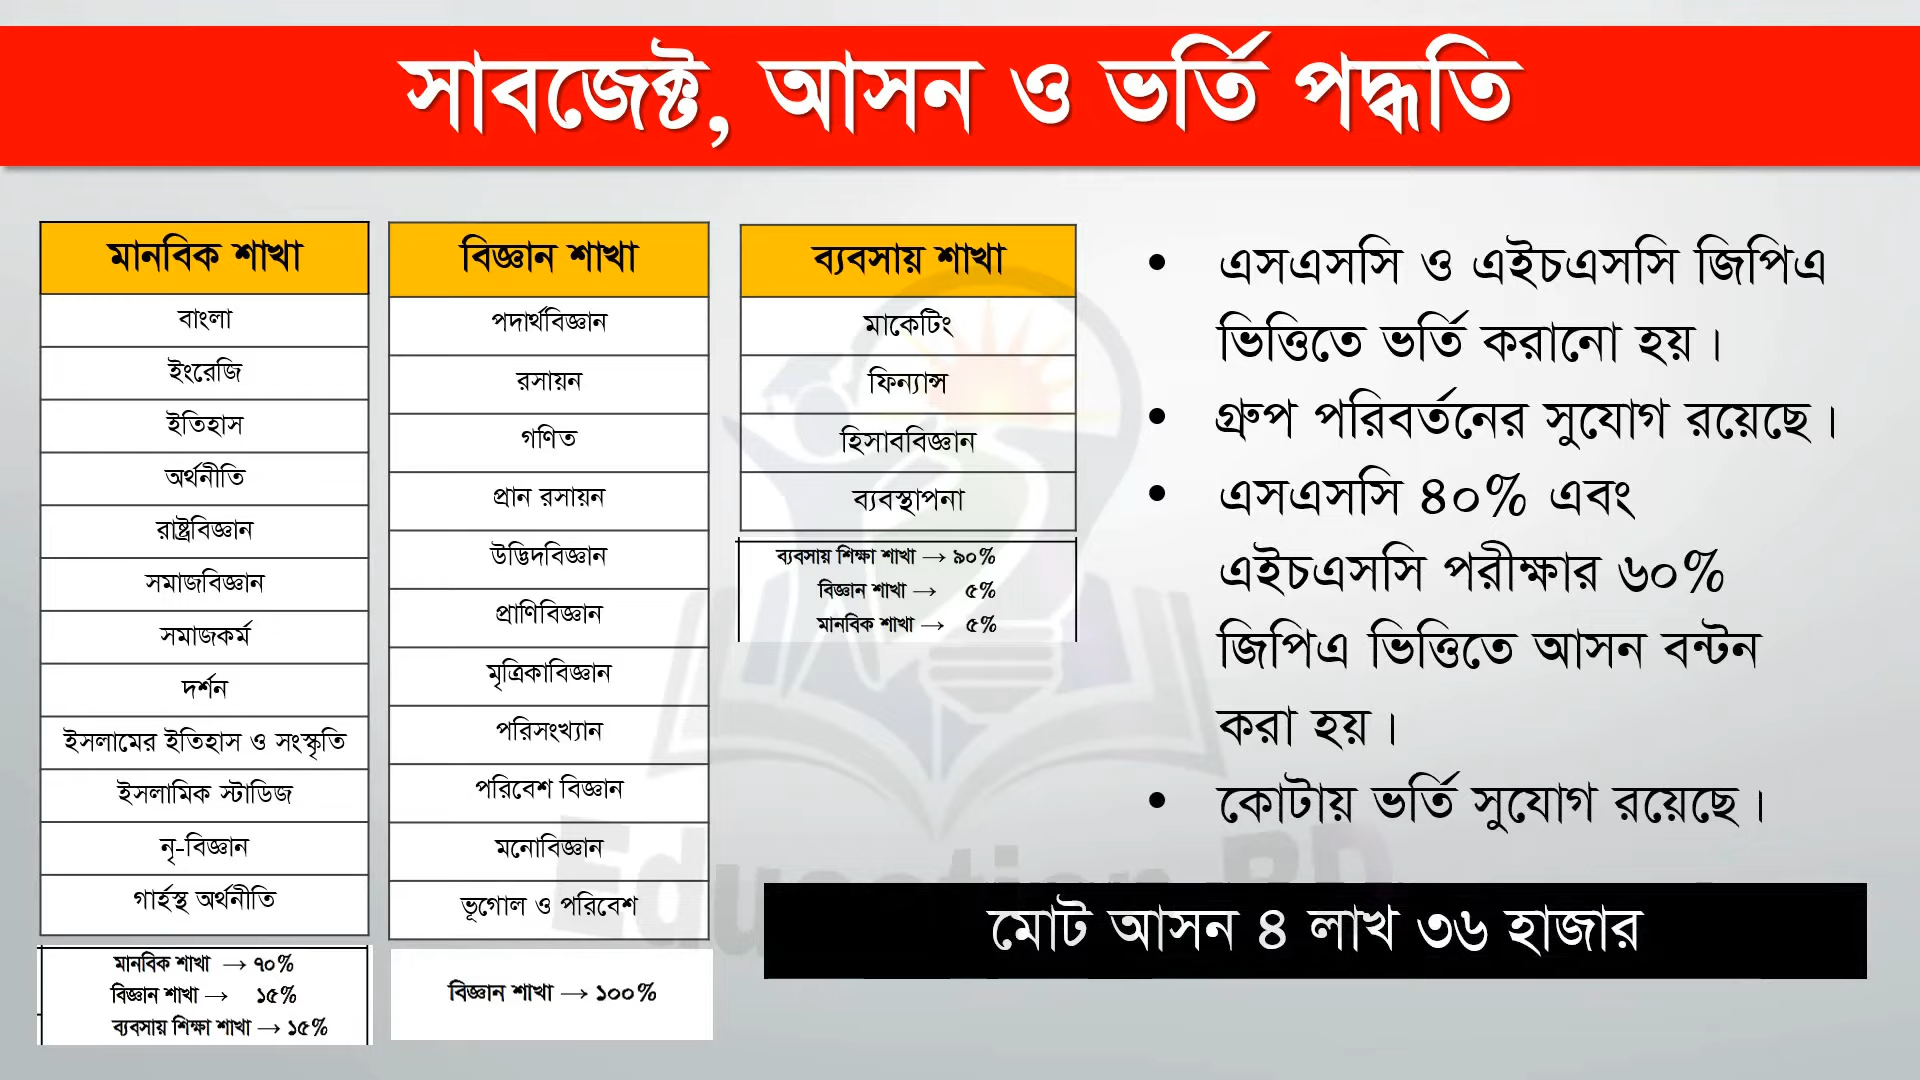 সাবজেক্ট, আসন ও ভর্তি পদ্ধতি
মানবিক শাখা
বাংলা
ইংরেজি
ইতিহাস
অর্থনীতি
রাষ্ট্রবিজ্ঞান
সমাজবিজ্ঞান
সমাজকর্ম
দর্শন
ইসলামের ইতিহাস ও সংস্কৃতি
ইসলামিক স্টাডিজ
নৃ-বিজ্ঞান
গার্হস্থ অর্থনীতি
মানবিক শাখা → ৭০%
বিজ্ঞান শাখা → ১৫%
ব্যবসায় শিক্ষা শাখা → ১৫%
বিজ্ঞান শাখা
পদার্থবিজ্ঞান
রসায়ন
গণিত
প্রান রসায়ন
উদ্ভিদবিজ্ঞান
প্রাণিবিজ্ঞান
মৃত্রিকাবিজ্ঞান
পরিসংখ্যান
পরিবেশ বিজ্ঞান
মনোবিজ্ঞান
ভূগোল ও পরিবেশ
বিজ্ঞান শাখা → ১০০%
ব্যবসায় শাখা
মাকেটিং
ফিন্যান্স
হিসাববিজ্ঞান
ব্যবস্থাপনা
ব্যবসায় শিক্ষা শাখা → ৯০%
বিজ্ঞান শাখা → ৫%
মানবিক শাখা → ৫%
• এসএসসি ও এইচএসসি জিপিএ
ভিত্তিতে ভর্তি করানো হয়।
• গ্রুপ পরিবর্তনের সুযোগ রয়েছে।
• এসএসসি ৪০% এবং
এইচএসসি পরীক্ষার ৬০%
জিপিএ ভিত্তিতে আসন বন্টন
করা হয়।
• কোটায় ভর্তি সুযোগ রয়েছে।
মোট আসন ৪ লাখ ৩৬ হাজার
Education BD